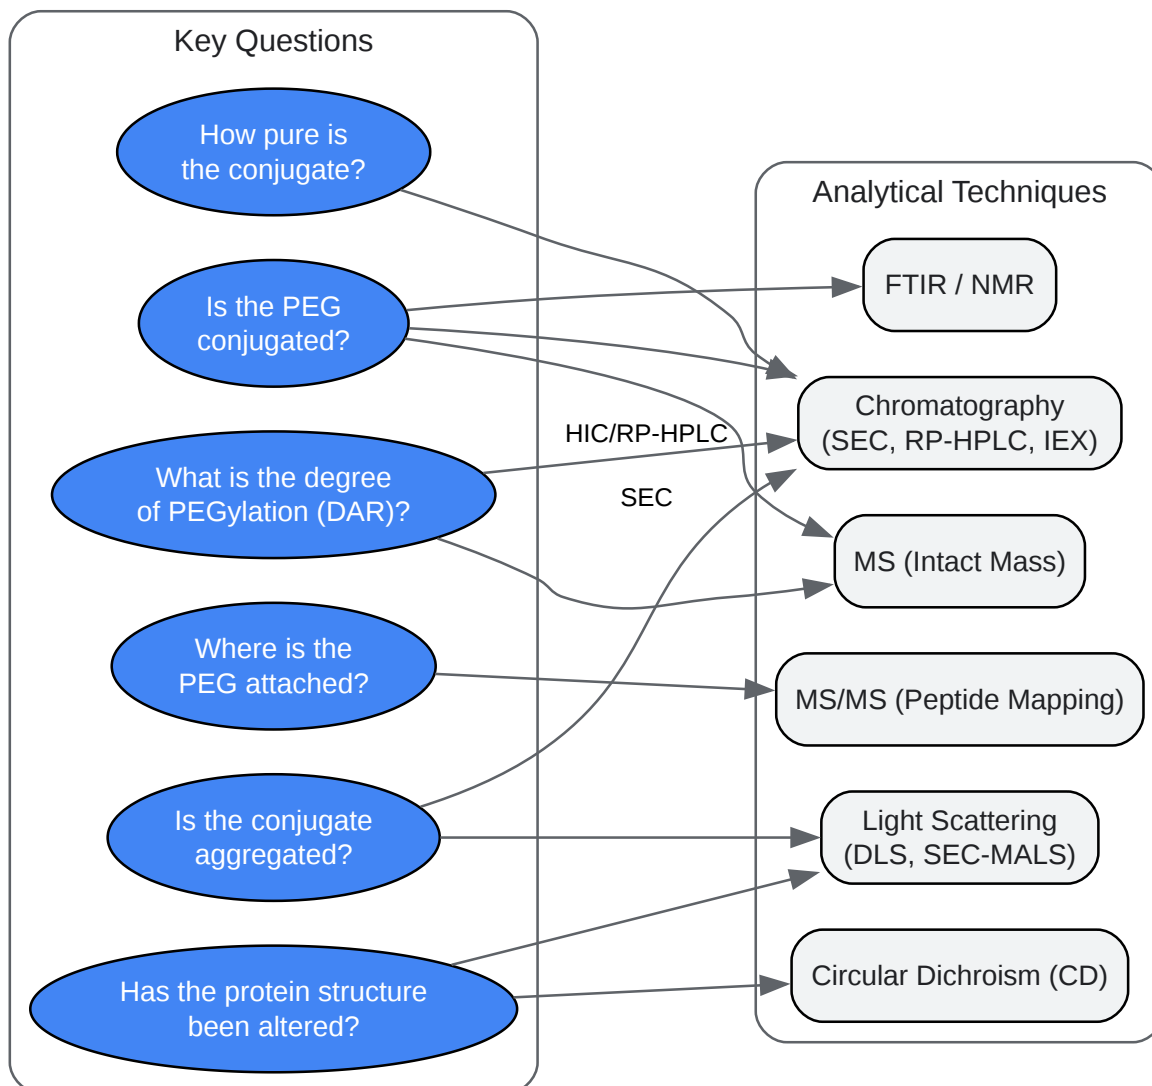 Key Questions
How pure is
the conjugate?
Is the PEG
conjugated?
What is the degree
of PEGylation (DAR)?
Where is the
PEG attached?
Is the conjugate
aggregated?
Has the protein structure
been altered?
HIC/RP-HPLC
SEC
Analytical Techniques
FTIR / NMR
Chromatography
(SEC, RP-HPLC, IEX)
MS (Intact Mass)
MS/MS (Peptide Mapping)
Light Scattering
(DLS, SEC-MALS)
Circular Dichroism (CD)